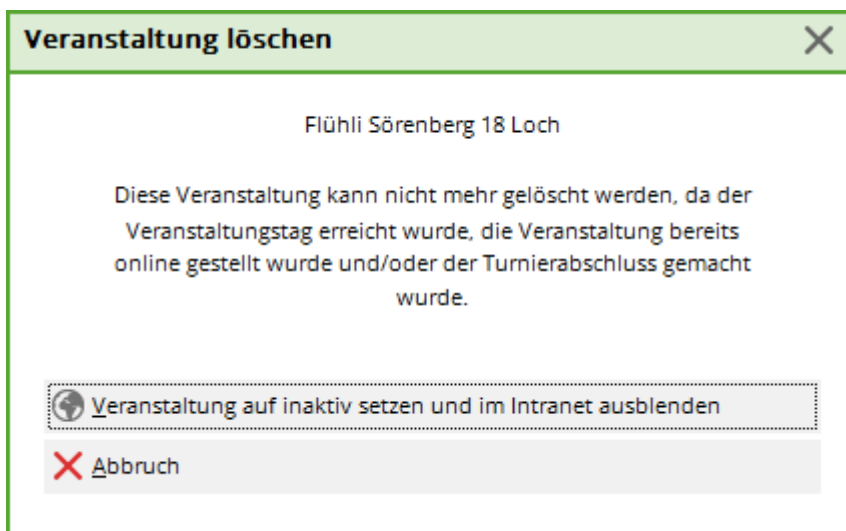 Veranstaltung löschen
Flühli Sörenberg 18 Loch
Diese Veranstaltung kann nicht mehr gelöscht werden, da der
Veranstaltungstag erreicht wurde, die Veranstaltung bereits
online gestellt wurde und/oder der Turnierabschluss gemacht
wurde.
Veranstaltung auf inaktiv setzen und im Intranet ausblenden
Abbruch